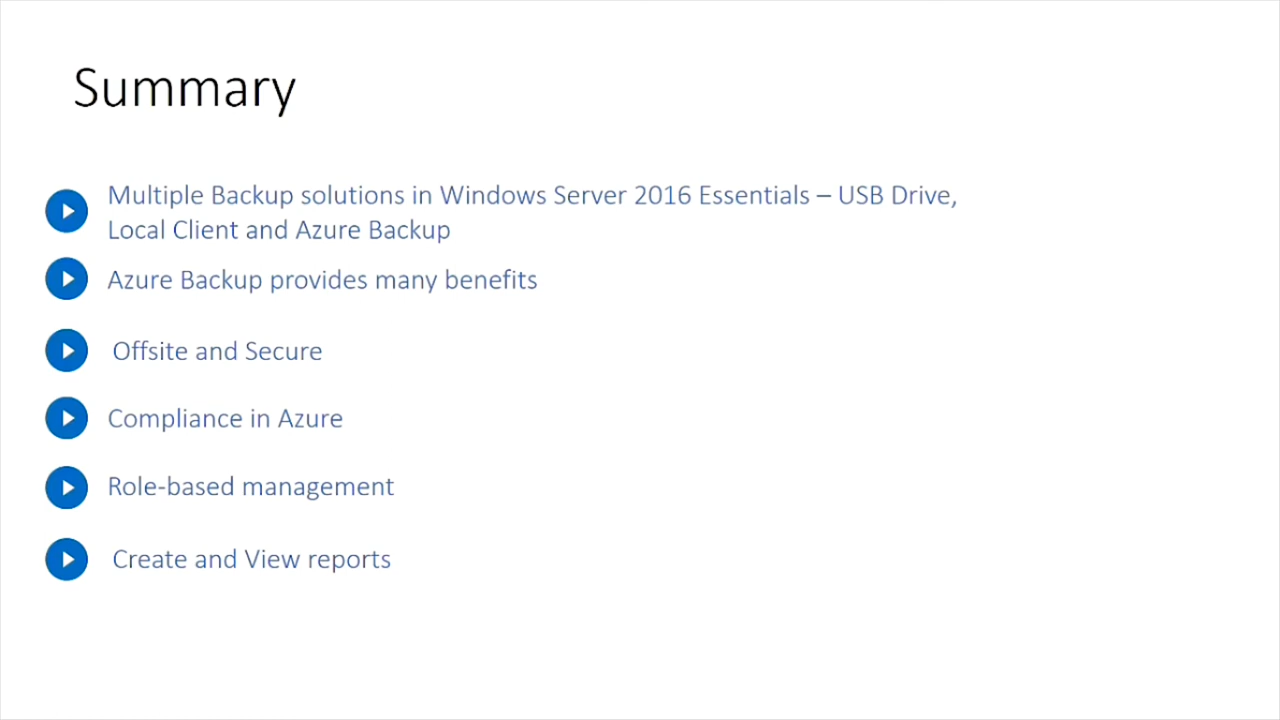 Summary
Multiple Backup solutions in Windows Server 2016 Essentials – USB Drive,
Local Client and Azure Backup
Azure Backup provides many benefits
Offsite and Secure
Compliance in Azure
Role-based management
Create and View reports